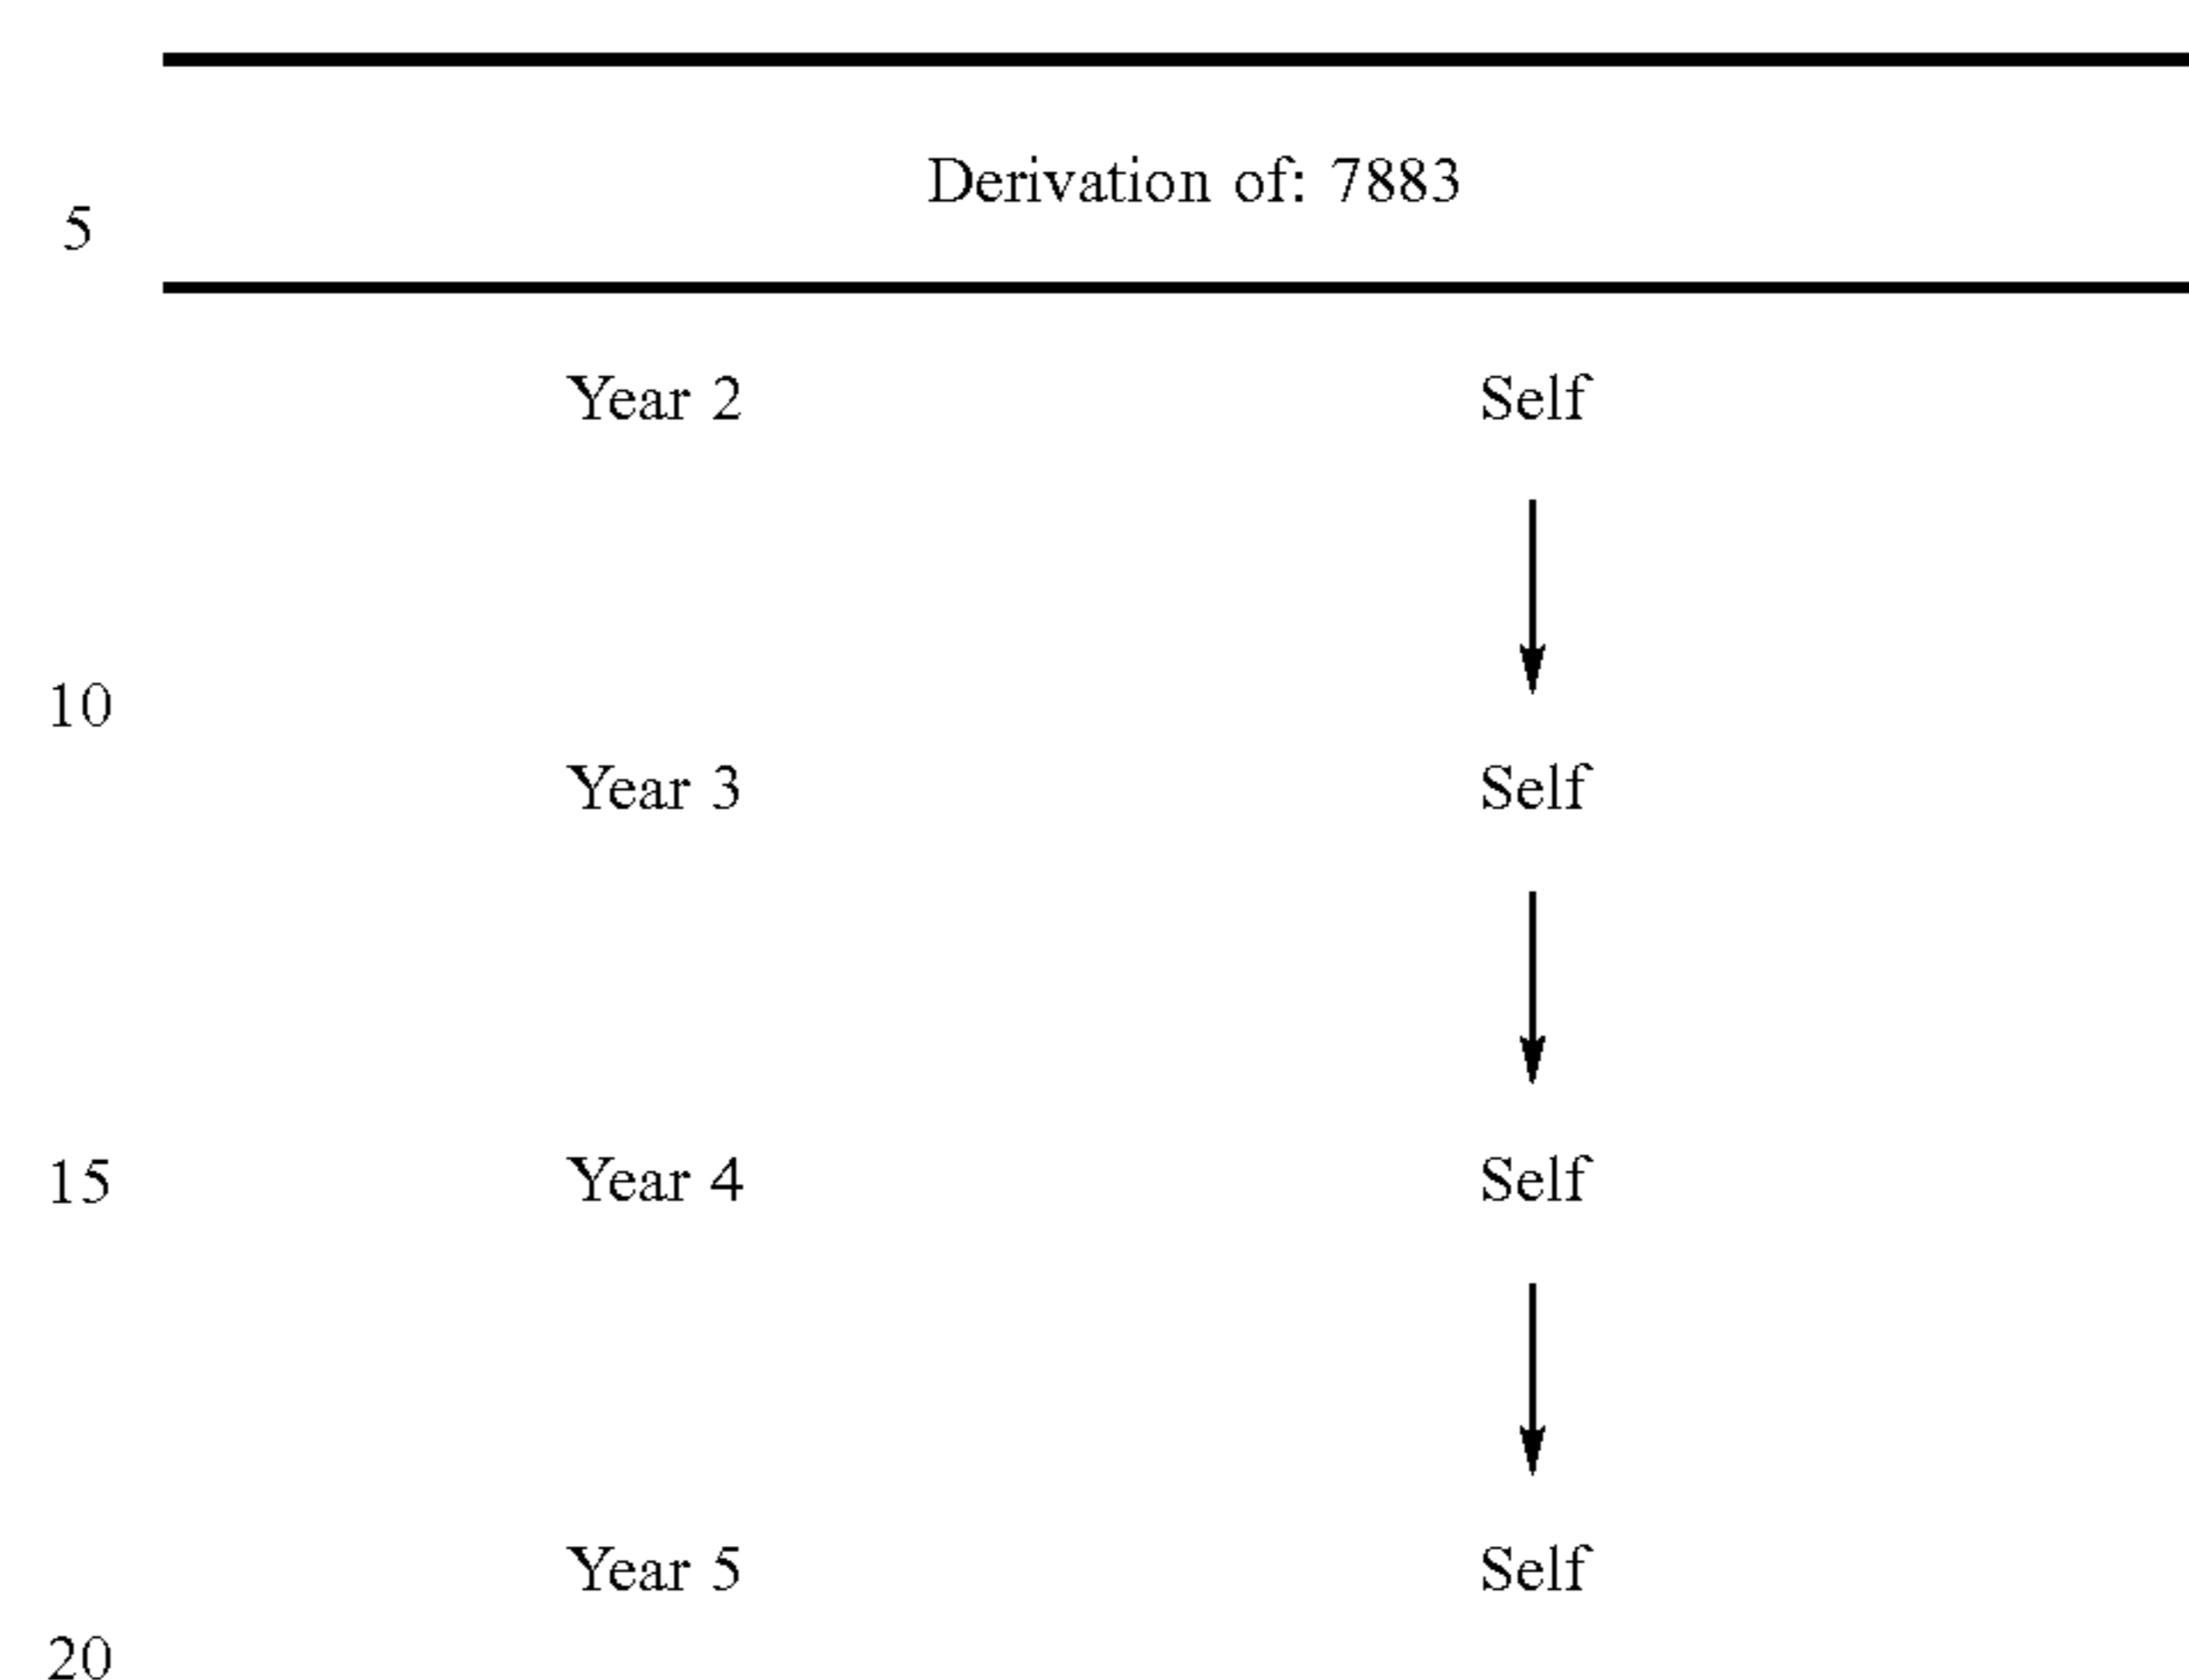 Derivation of: 7883
5
Year 2 Self
10
Year 3 Self
15 Year 4 Self
Year 5 Self
20